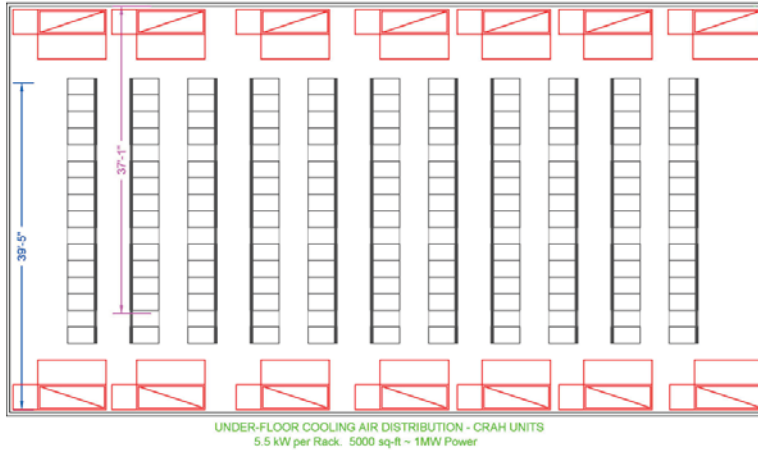 37'-1"
39'-5"
UNDER-FLOOR COOLING AIR DISTRIBUTION - CRAH UNITS
5.5 kW per Rack. 5000 sq-ft ~ 1MW Power